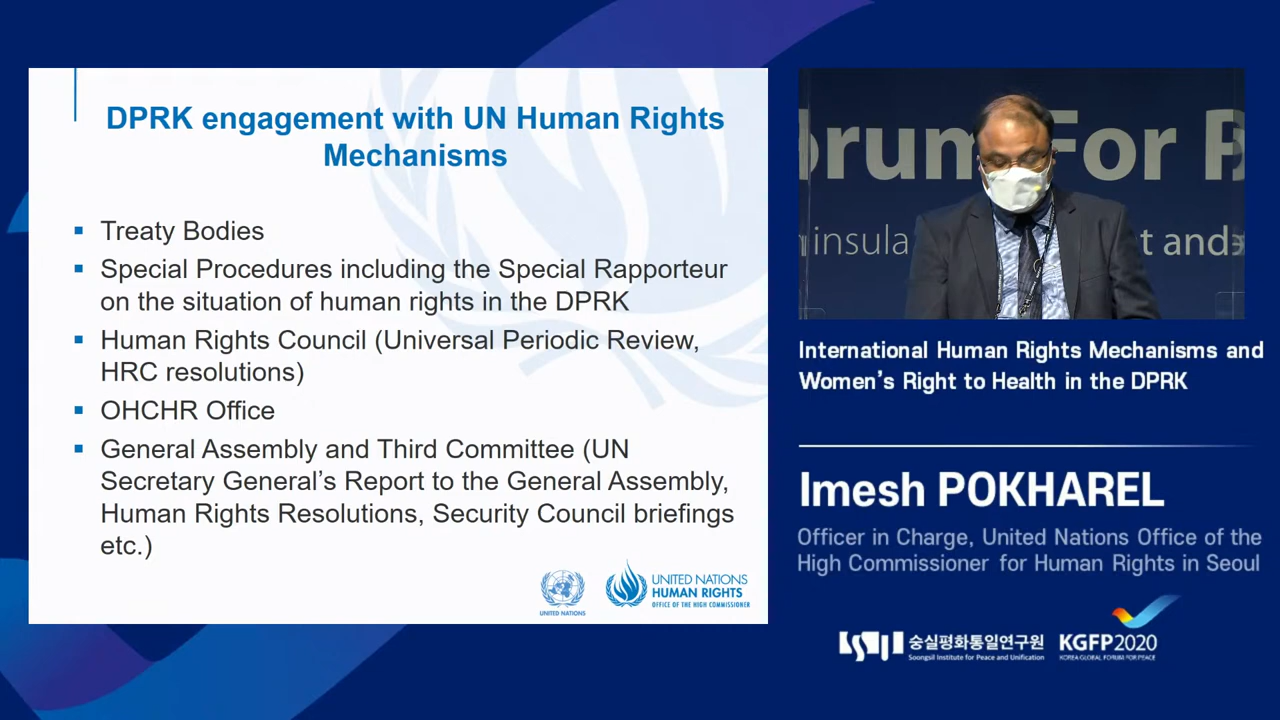 DPRK engagement with UN Human Rights
Mechanisms
▪ Treaty Bodies
▪ Special Procedures including the Special Rapporteur
on the situation of human rights in the DPRK
▪ Human Rights Council (Universal Periodic Review,
HRC resolutions)
▪ OHCHR Office
▪ General Assembly and Third Committee (UN
Secretary General’s Report to the General Assembly,
Human Rights Resolutions, Security Council briefings
etc.)
UNITED NATIONS
UNITED NATIONS
HUMAN RIGHTS
OFFICE OF THE HIGH COMMISSIONER
orum For P
insula t and
International Human Rights Mechanisms and
Women’s Right to Health in the DPRK
Imesh POKHAREL
Officer in Charge, United Nations Office of the
High Commissioner for Human Rights in Seoul
숭실평화통일연구원
Soongsil Institute for Peace and Unification
KGFP2020
KOREA GLOBAL FORUM FOR PEACE